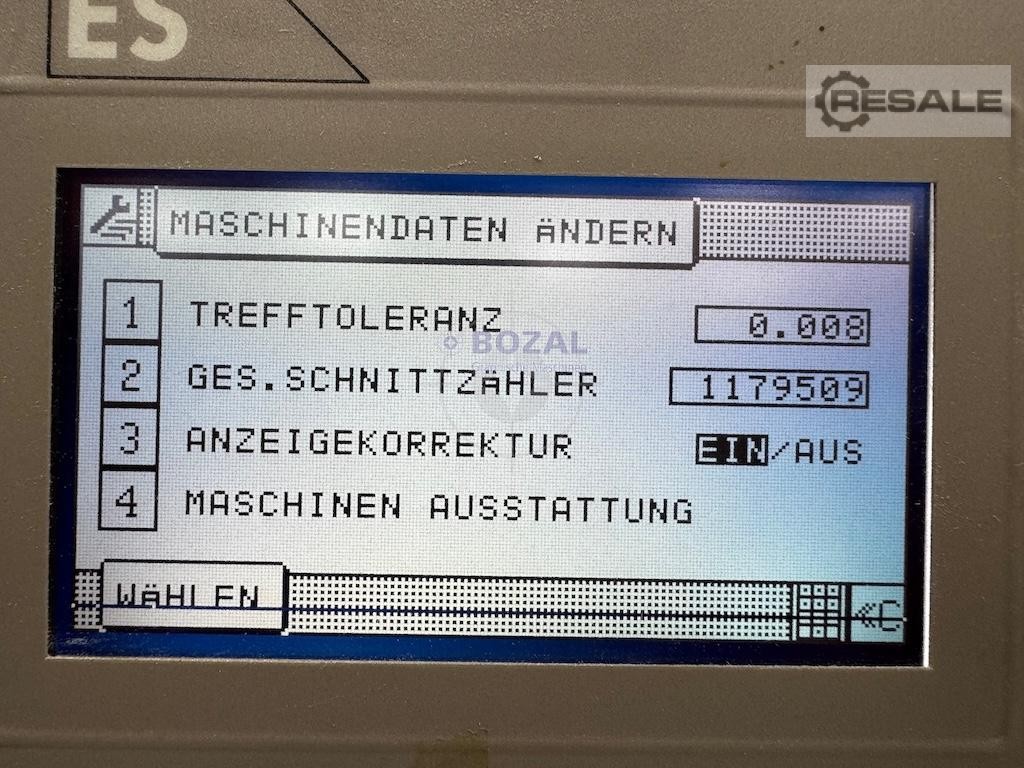 ES
RESALE
MASCHINENDATEN ÄNDERN
1 TREFFTOLERANZ 0.008
BOZAL
2 GES.SCHNITTZÄHLER 1179509
3 ANZEIGEKORREKTUR EIN/AUS
4 MASCHINEN AUSSTATTUNG
WÄHLEN
«C